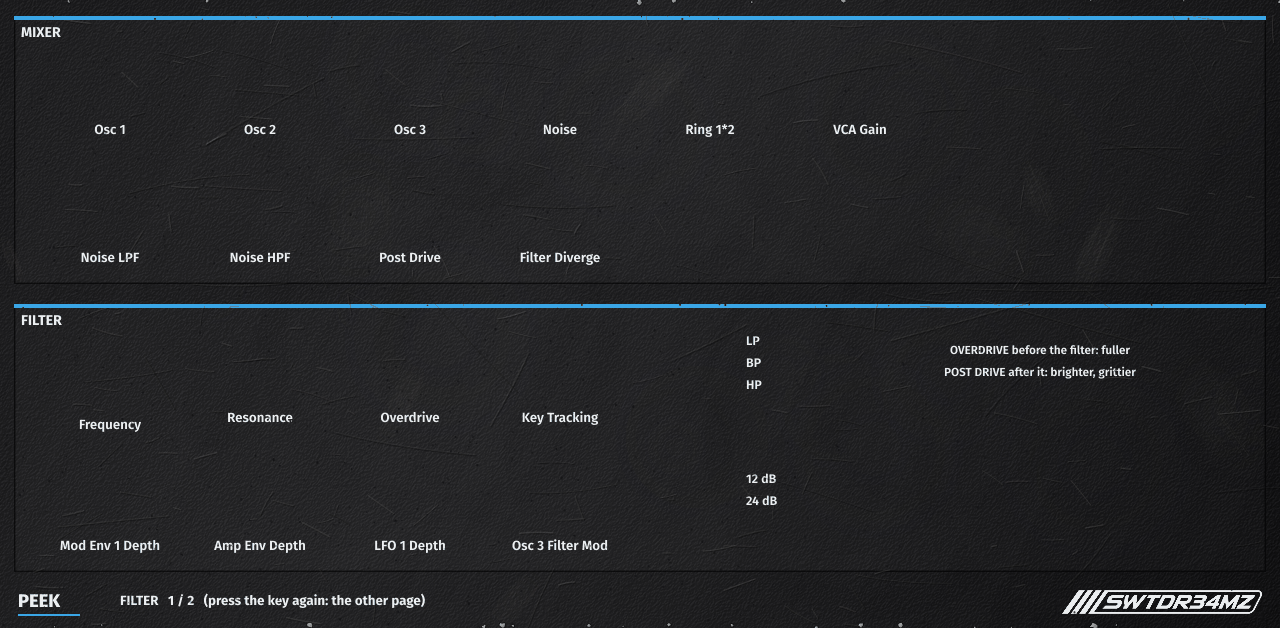 MIXER
Osc 1 Osc 2 Osc 3 Noise Ring 1*2 VCA Gain
Noise LPF Noise HPF Post Drive Filter Diverge
FILTER
LP
BP
HP
OVERDRIVE before the filter: fuller
POST DRIVE after it: brighter, grittier
Frequency Resonance Overdrive Key Tracking
12 dB
24 dB
Mod Env 1 Depth Amp Env Depth LFO 1 Depth Osc 3 Filter Mod
PEEK FILTER 1 / 2 (press the key again: the other page) SWTDR34MZ